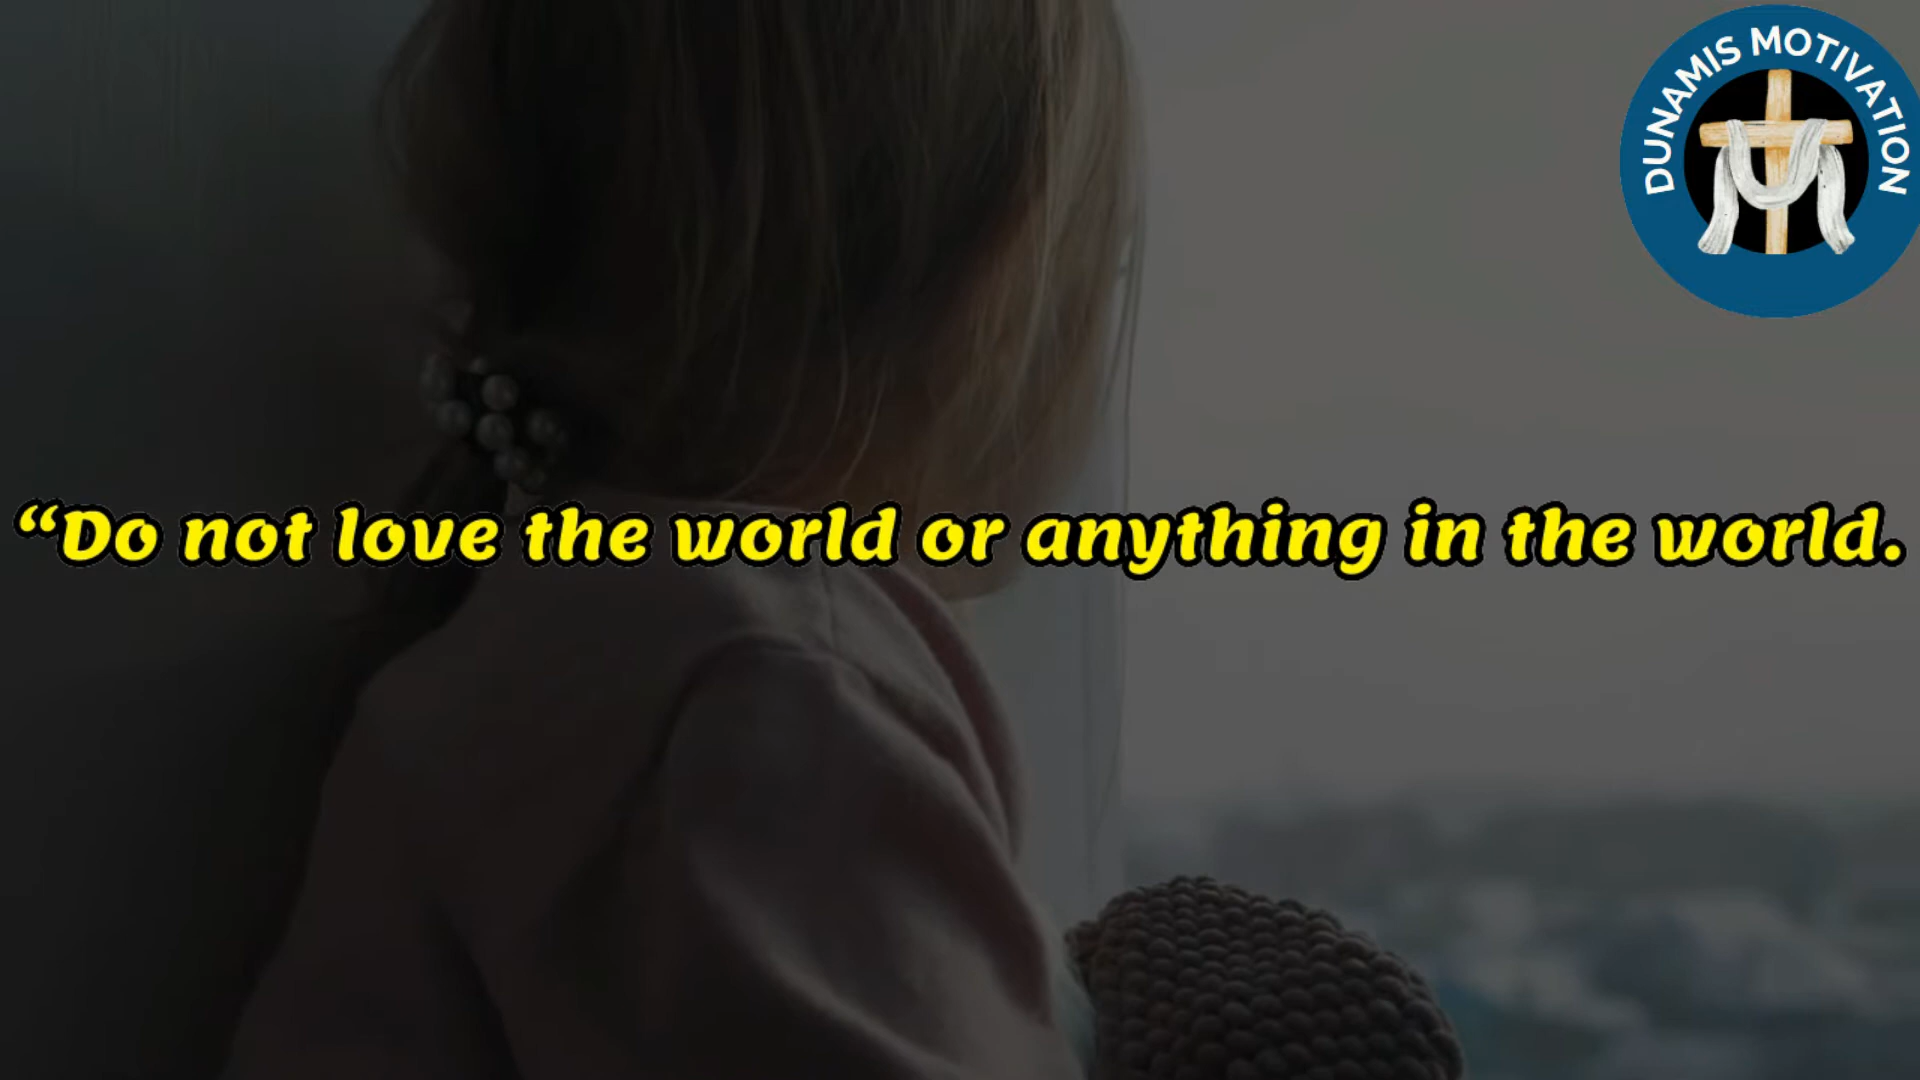 DUNAMIS MOTIVATION
“Do not love the world or anything in the world.